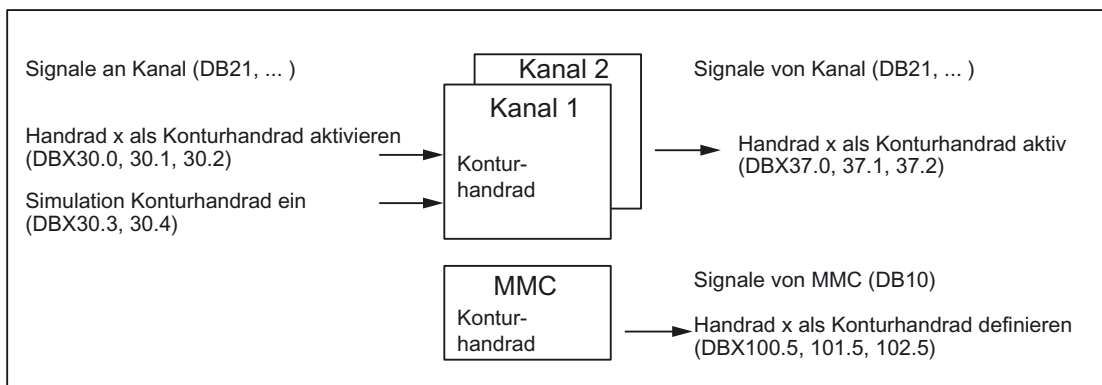 Signale an Kanal (DB21, ... )
Handrad x als Konturhandrad aktivieren
(DBX30.0, 30.1, 30.2)
Simulation Konturhandrad ein
(DBX30.3, 30.4)
Kanal 2
Kanal 1
Kontur-
handrad
Signale von Kanal (DB21, ... )
Handrad x als Konturhandrad aktiv
(DBX37.0, 37.1, 37.2)
MMC
Kontur-
handrad
Signale von MMC (DB10)
Handrad x als Konturhandrad definieren
(DBX100.5, 101.5, 102.5)